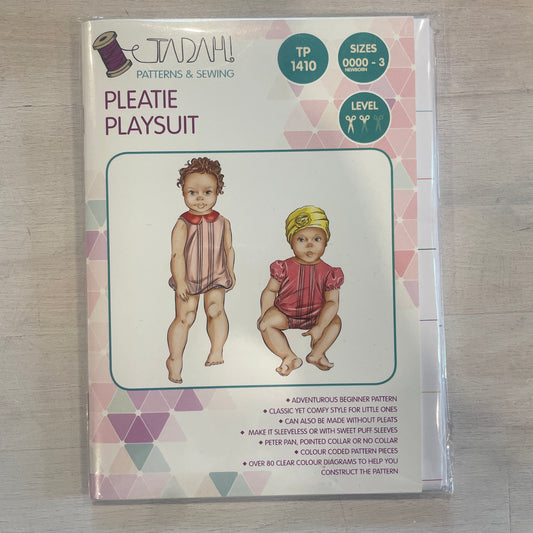 TADAH!
PATTERNS & SEWING
TP
1410
SIZES
0000 - 3
NEWBORN
LEVEL
PLEATIE
PLAYSUIT
ADVENTUROUS BEGINNER PATTERN
CLASSIC YET COMFY STYLE FOR LITTLE ONES
CAN ALSO BE MADE WITHOUT PLEATS
MAKE IT SLEEVELESS OR WITH SWEET PUFF SLEEVES
PETER PAN, POINTED COLLAR OR NO COLLAR
COLOUR CODED PATTERN PIECES
OVER 80 CLEAR COLOUR DIAGRAMS TO HELP YOU
CONSTRUCT THE PATTERN